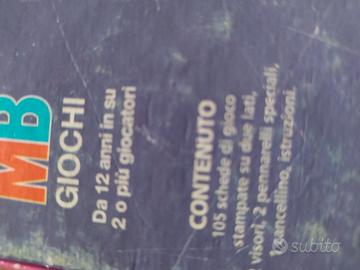 MB
GIOCHI
Da 12 anni in su
2 o più giocatori
CONTENUTO
105 schede di gioco
stampate su due lati,
visori, 2 pennarelli speciali,
1 cancellino, istruzioni.
subito